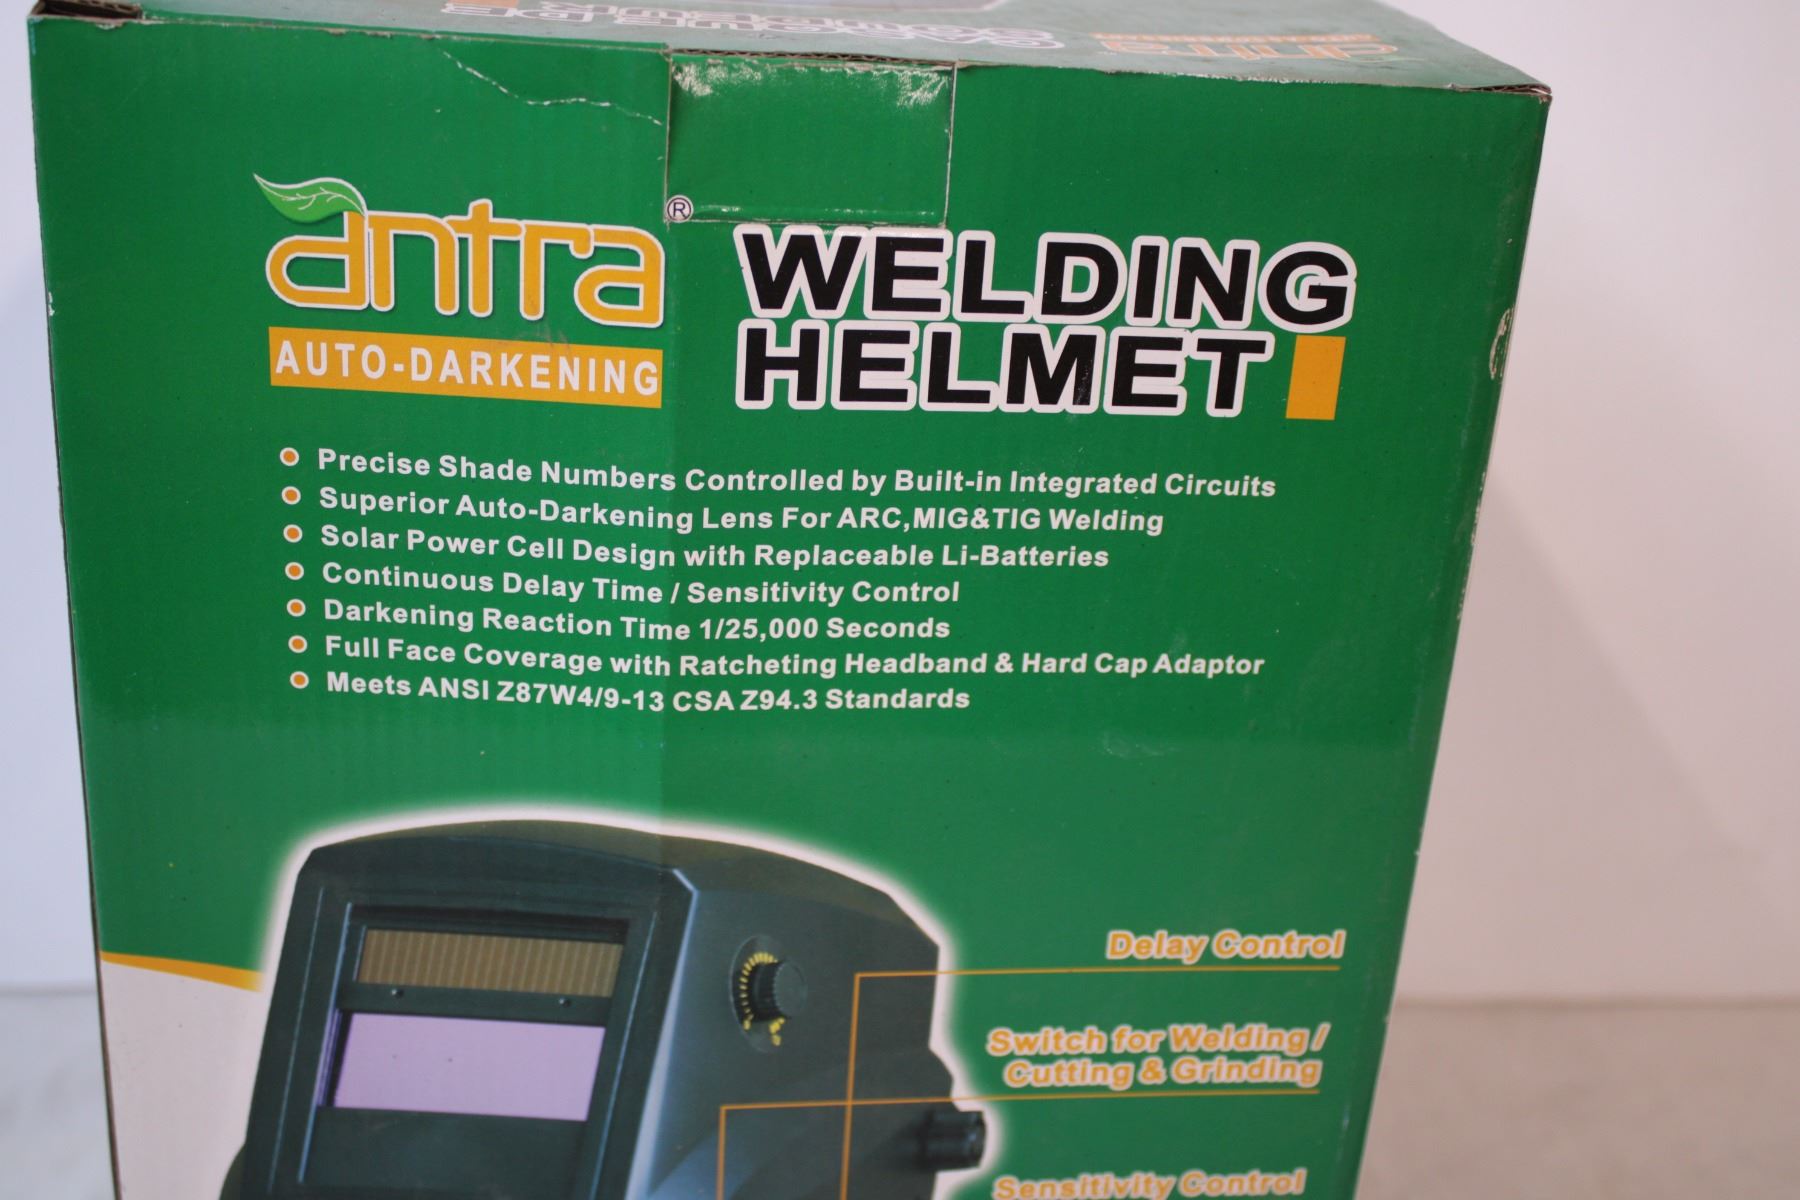 antra
antra®
AUTO-DARKENING
WELDING
HELMET
Precise Shade Numbers Controlled by Built-in Integrated Circuits
Superior Auto-Darkening Lens For ARC,MIG&TIG Welding
Solar Power Cell Design with Replaceable Li-Batteries
Continuous Delay Time / Sensitivity Control
Darkening Reaction Time 1/25,000 Seconds
Full Face Coverage with Ratcheting Headband & Hard Cap Adaptor
Meets ANSI Z87W4/9-13 CSA Z94.3 Standards
Delay Control
Switch for Welding /
Cutting & Grinding
Sensitivity Control